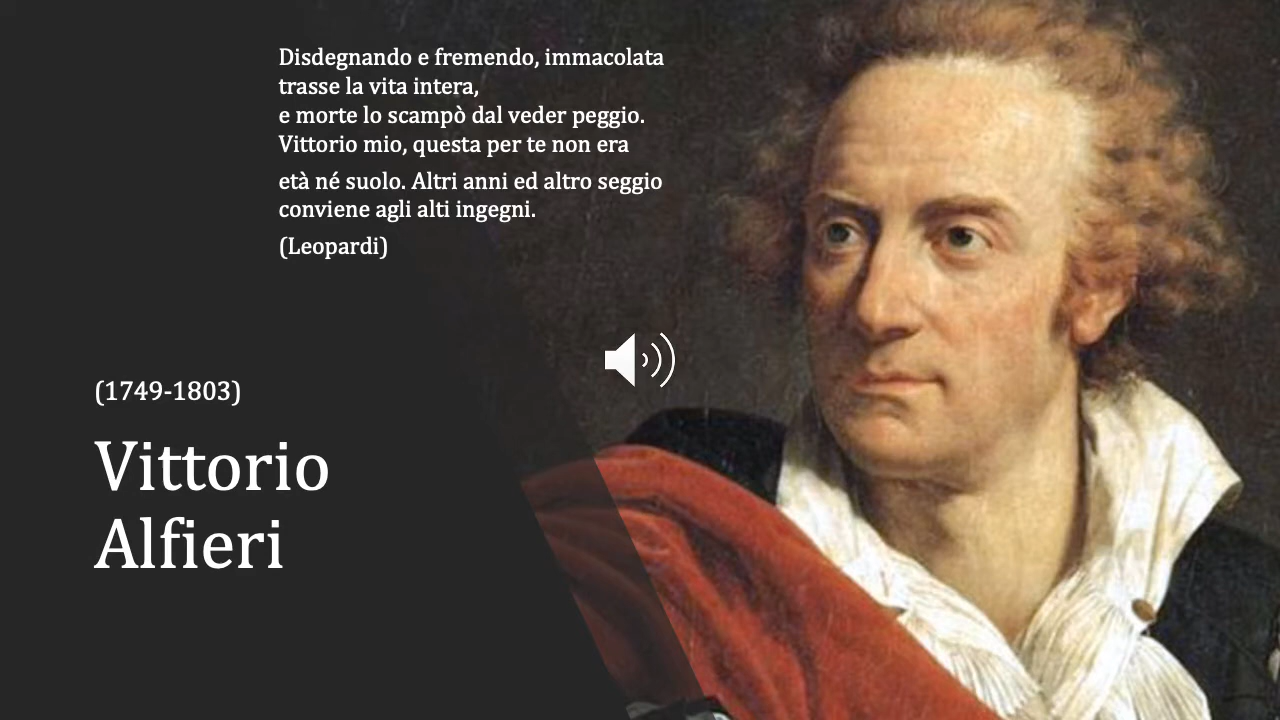 Disdegnando e fremendo, immacolata
trasse la vita intera,
e morte lo scampò dal veder peggio.
Vittorio mio, questa per te non era
età né suolo. Altri anni ed altro seggio
conviene agli alti ingegni.
(Leopardi)
(1749-1803)
Vittorio
Alfieri